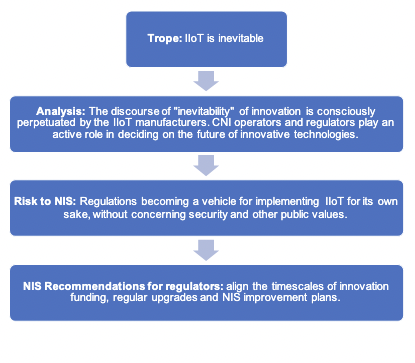 Trope: IIoT is inevitable
Analysis: The discourse of "inevitability" of innovation is consciously
perpetuated by the IIoT manufacturers. CNI operators and regulators play an
active role in deciding on the future of innovative technologies.
Risk to NIS: Regulations becoming a vehicle for implementing IIoT for its own
sake, without concerning security and other public values.
NIS Recommendations for regulators: align the timescales of innovation
funding, regular upgrades and NIS improvement plans.